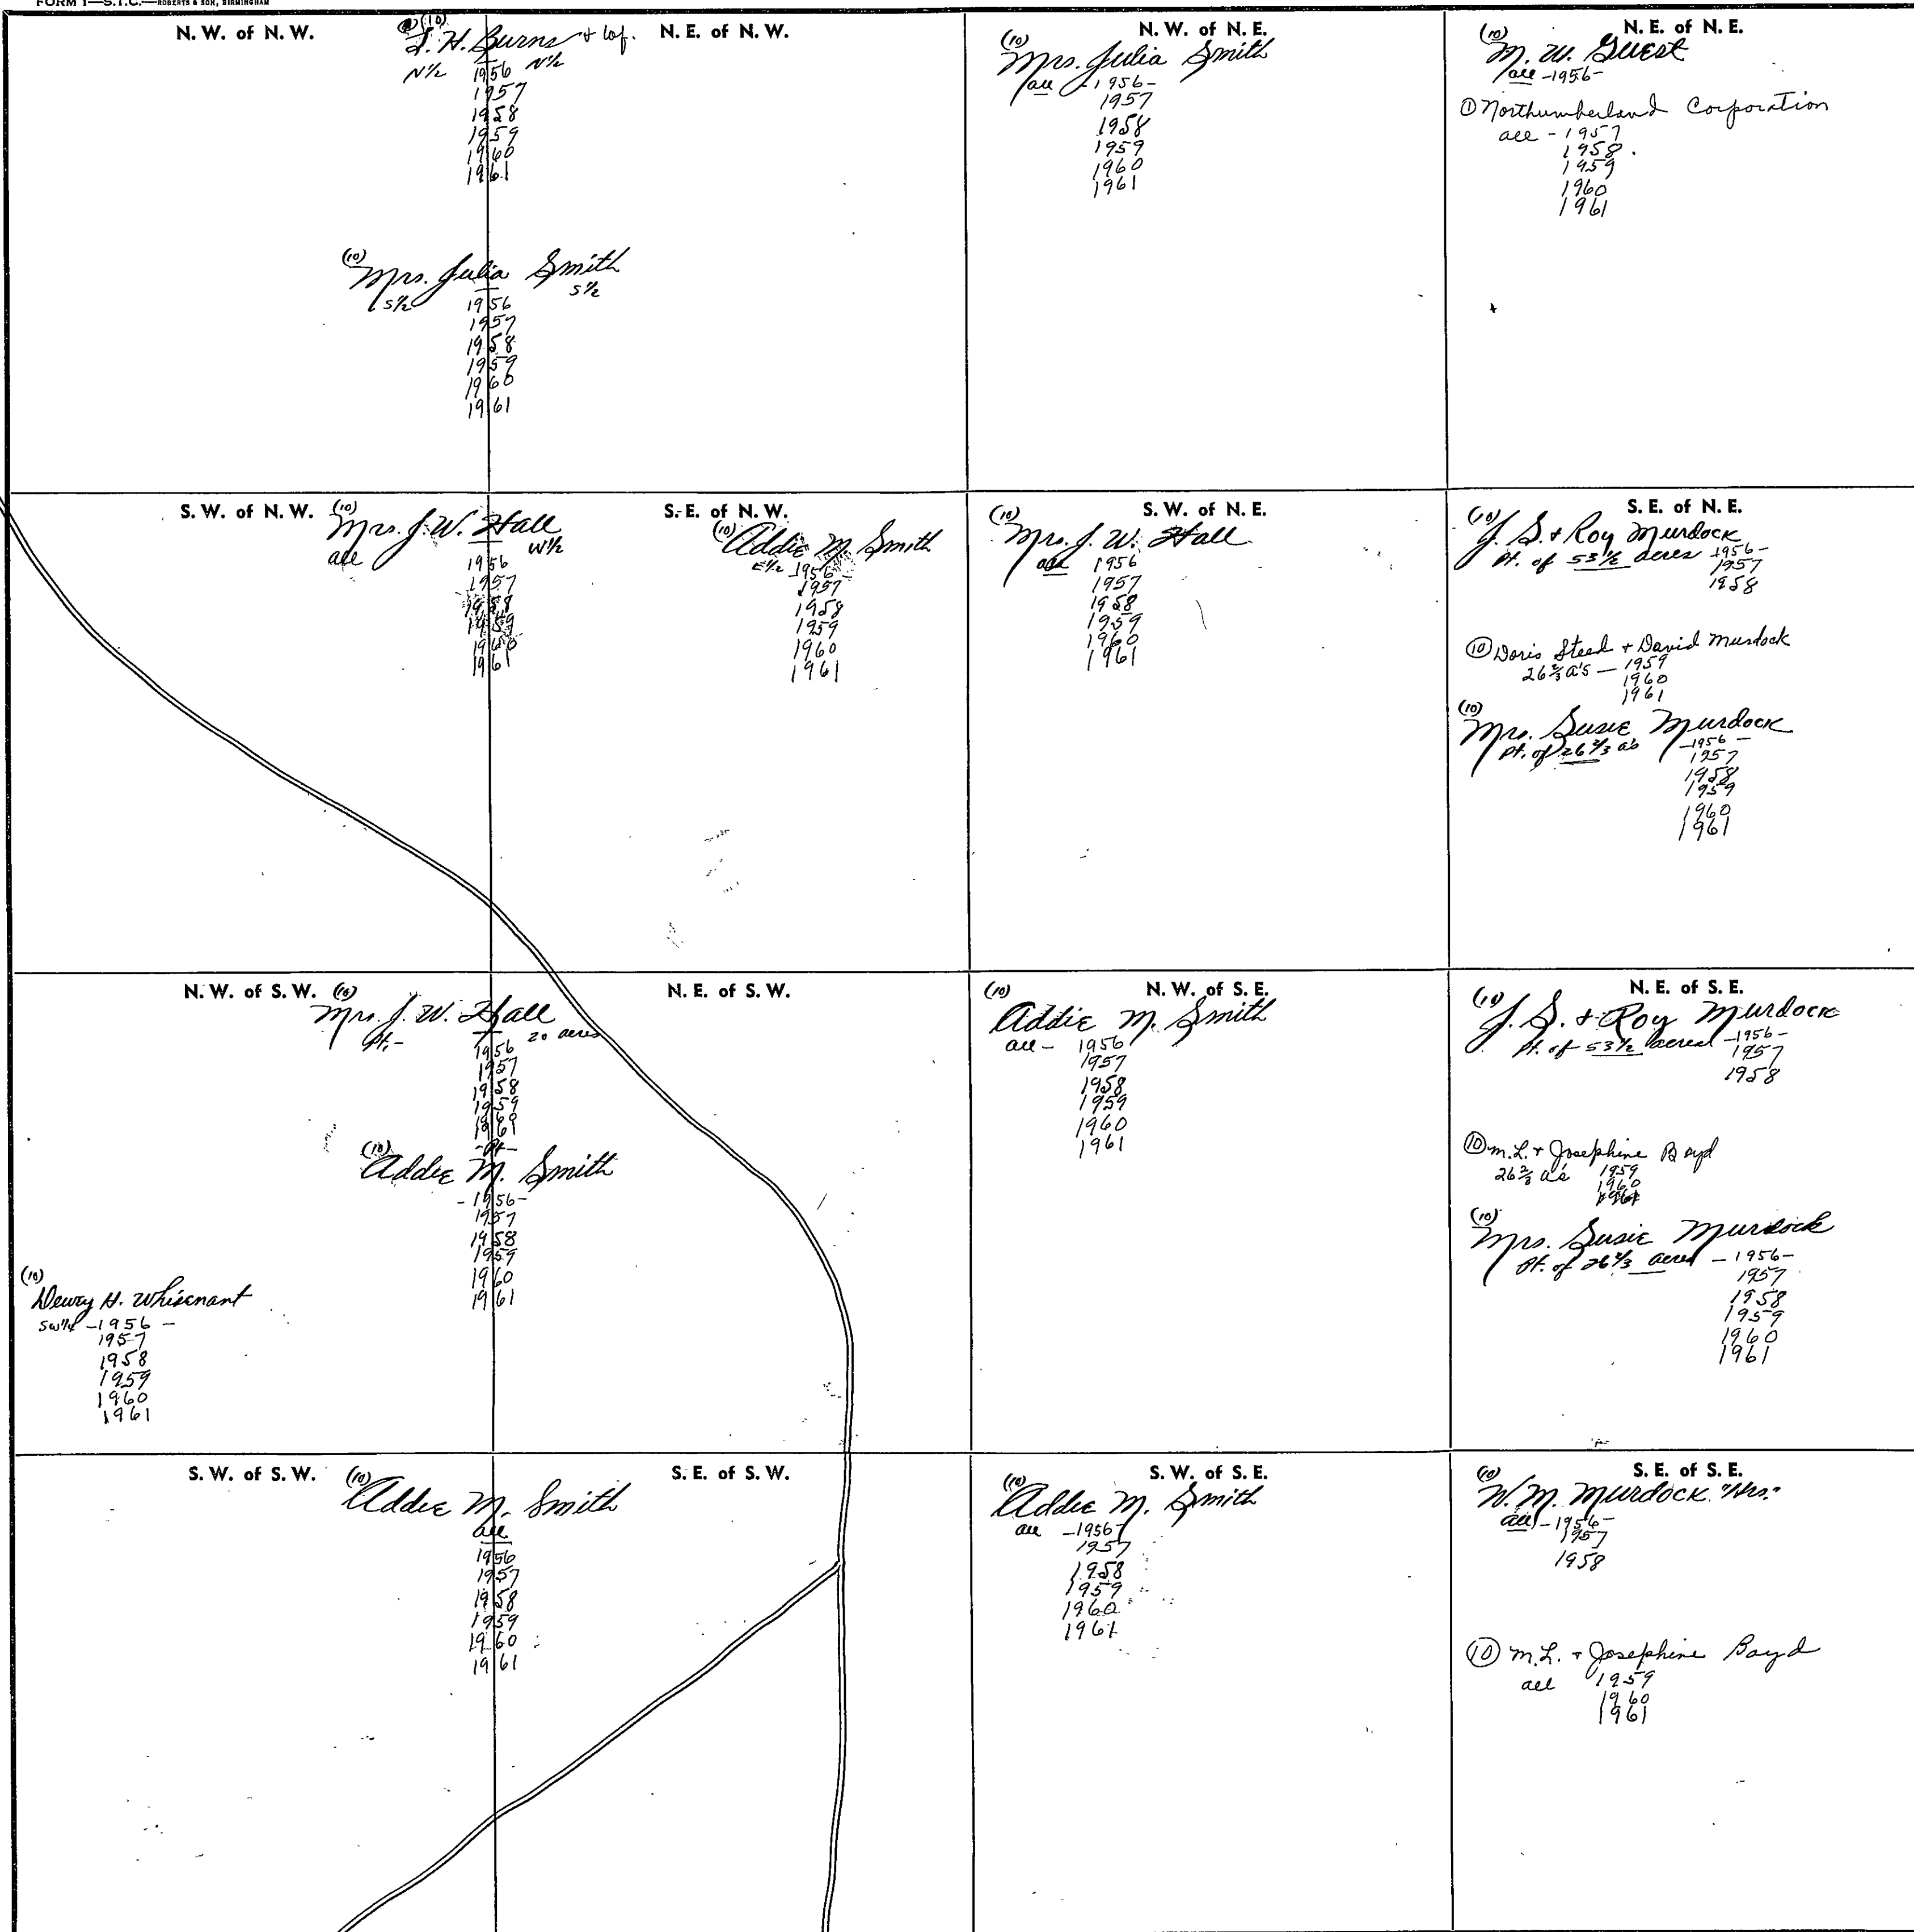 FORM 1—S.T.C.—ROBERTS & SON, BIRMINGHAM
N. W. of N. W.
N. E. of N. W.
(10)
H. Burns & wf.
N½ 1956 N½
1957
1958
1959
1960
1961
(10)
Mrs. Julia Smith
S½ S½
1956
1957
1958
1959
1960
1961
N. W. of N. E.
(10)
Mrs. Julia Smith
all -1956-
1957
1958
1959
1960
1961
N. E. of N. E.
(10)
M. W. Guest
all -1956-
① Northumberland Corporation
all - 1957
1958
1959
1960
1961
S. W. of N. W. (10)
Mrs. J. W. Hall
all W½
1956
1957
1958
1959
1960
1961
S. E. of N. W.
(10) Addie M. Smith
E½ -1956-
1957
1958
1959
1960
1961
S. W. of N. E.
(10)
Mrs. J. W. Hall
all 1956
1957
1958
1959
1960
1961
S. E. of N. E.
(10)
J. S. & Roy Murdock
Pt. of 53½ acres -1956-
1957
1958
⑩ Doris Steed + David Murdock
26⅔ a's — 1959
1960
1961
(10)
Mrs. Susie Murdock
Pt. of 26⅔ a's -1956-
1957
1958
1959
1960
1961
N. W. of S. W. (10)
N. E. of S. W.
Mrs. J. W. Hall
Pt.- 20 acres
1956
1957
1958
1959
1960
1961
-Pt-
(10)
Addie M. Smith
-1956-
1957
1958
1959
1960
1961
(10)
Dewey H. Whisenant
SW¼ -1956-
1957
1958
1959
1960
1961
N. W. of S. E.
(10)
Addie M. Smith
all - 1956
1957
1958
1959
1960
1961
N. E. of S. E.
(10)
J. S. & Roy Murdock
Pt. of 53½ acres -1956-
1957
1958
⑩ M. L. + Josephine Boyd
26⅔ a's 1959
1960
1961
(10)
Mrs. Susie Murdock
Pt. of 26⅔ acres -1956-
1957
1958
1959
1960
1961
S. W. of S. W. (10)
S. E. of S. W.
Addie M. Smith
all
1956
1957
1958
1959
1960
1961
S. W. of S. E.
(10)
Addie M. Smith
all -1956-
1957
1958
1959
1960
1961
S. E. of S. E.
(10)
W. M. Murdock "Mrs."
all -1956-
1957
1958
⑩ M. L. + Josephine Boyd
all 1959
1960
1961